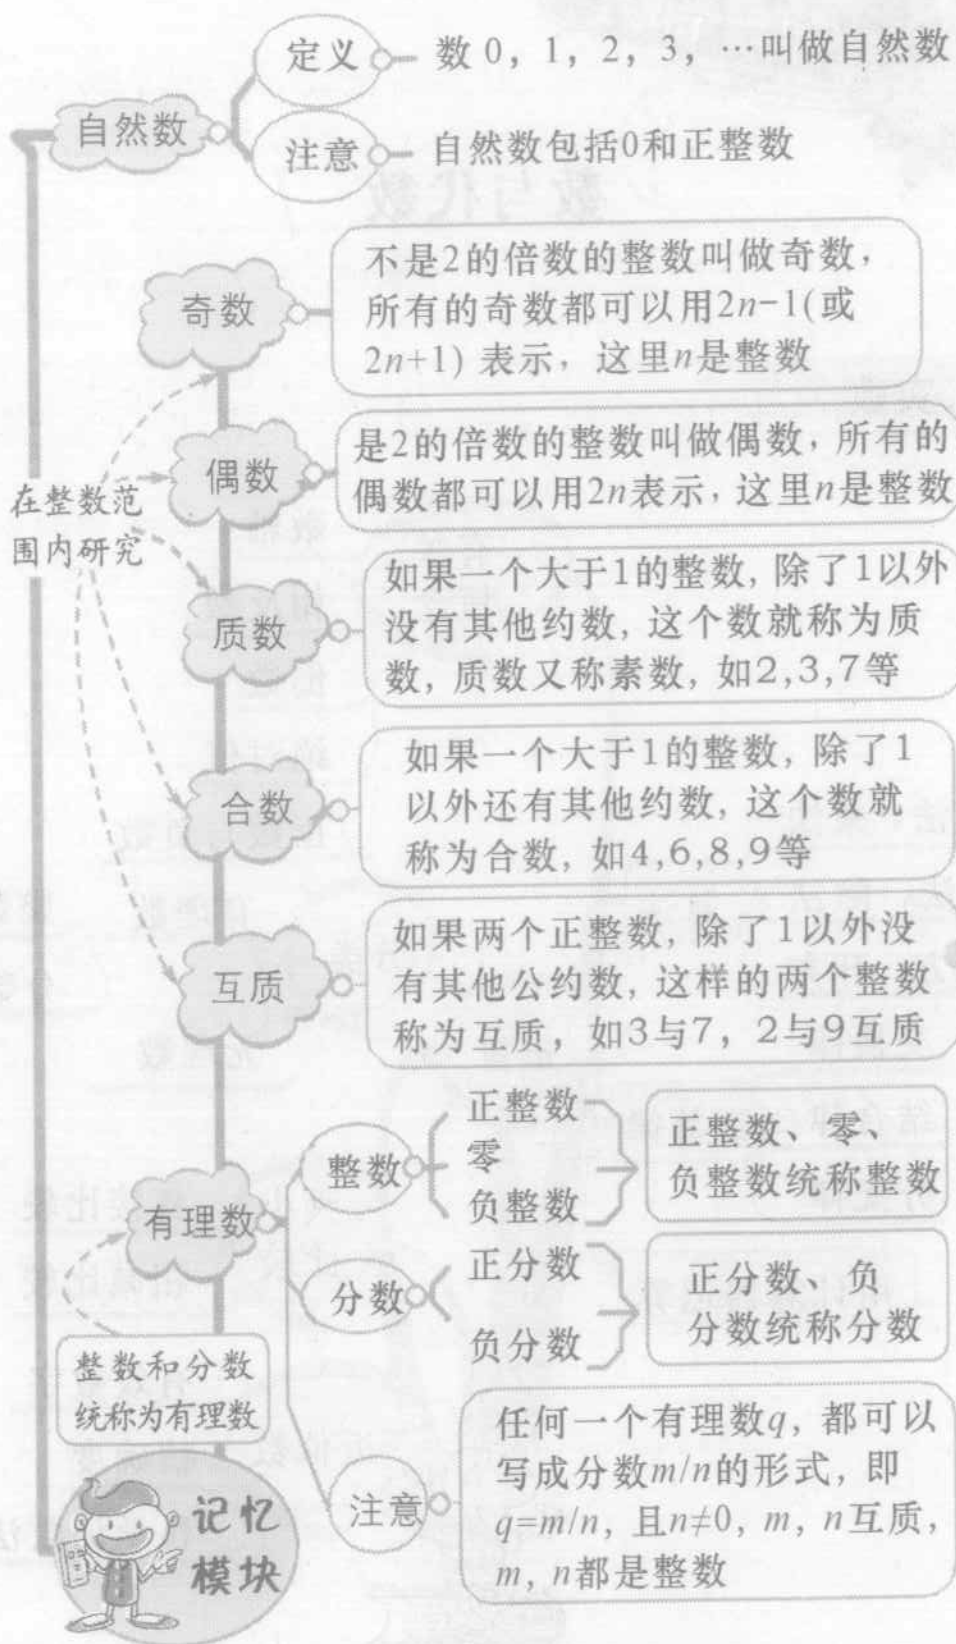 定义
数 0, 1, 2, 3, …叫做自然数
自然数
注意
自然数包括0和正整数
奇数
不是2的倍数的整数叫做奇数,
所有的奇数都可以用2n-1(或
2n+1) 表示, 这里n是整数
偶数
是2的倍数的整数叫做偶数, 所有的
偶数都可以用2n表示, 这里n是整数
在整数范
围内研究
质数
如果一个大于1的整数, 除了1以外
没有其他约数, 这个数就称为质
数, 质数又称素数, 如2,3,7等
合数
如果一个大于1的整数, 除了1
以外还有其他约数, 这个数就
称为合数, 如4,6,8,9等
互质
如果两个正整数, 除了1以外没
有其他公约数, 这样的两个整数
称为互质, 如3与7, 2与9互质
有理数
整数
正整数
零
负整数
正整数、零、
负整数统称整数
分数
正分数
负分数
正分数、负
分数统称分数
整数和分数
统称为有理数
注意
任何一个有理数q, 都可以
写成分数m/n的形式, 即
q=m/n, 且n≠0, m, n互质,
m, n都是整数
记忆
模块